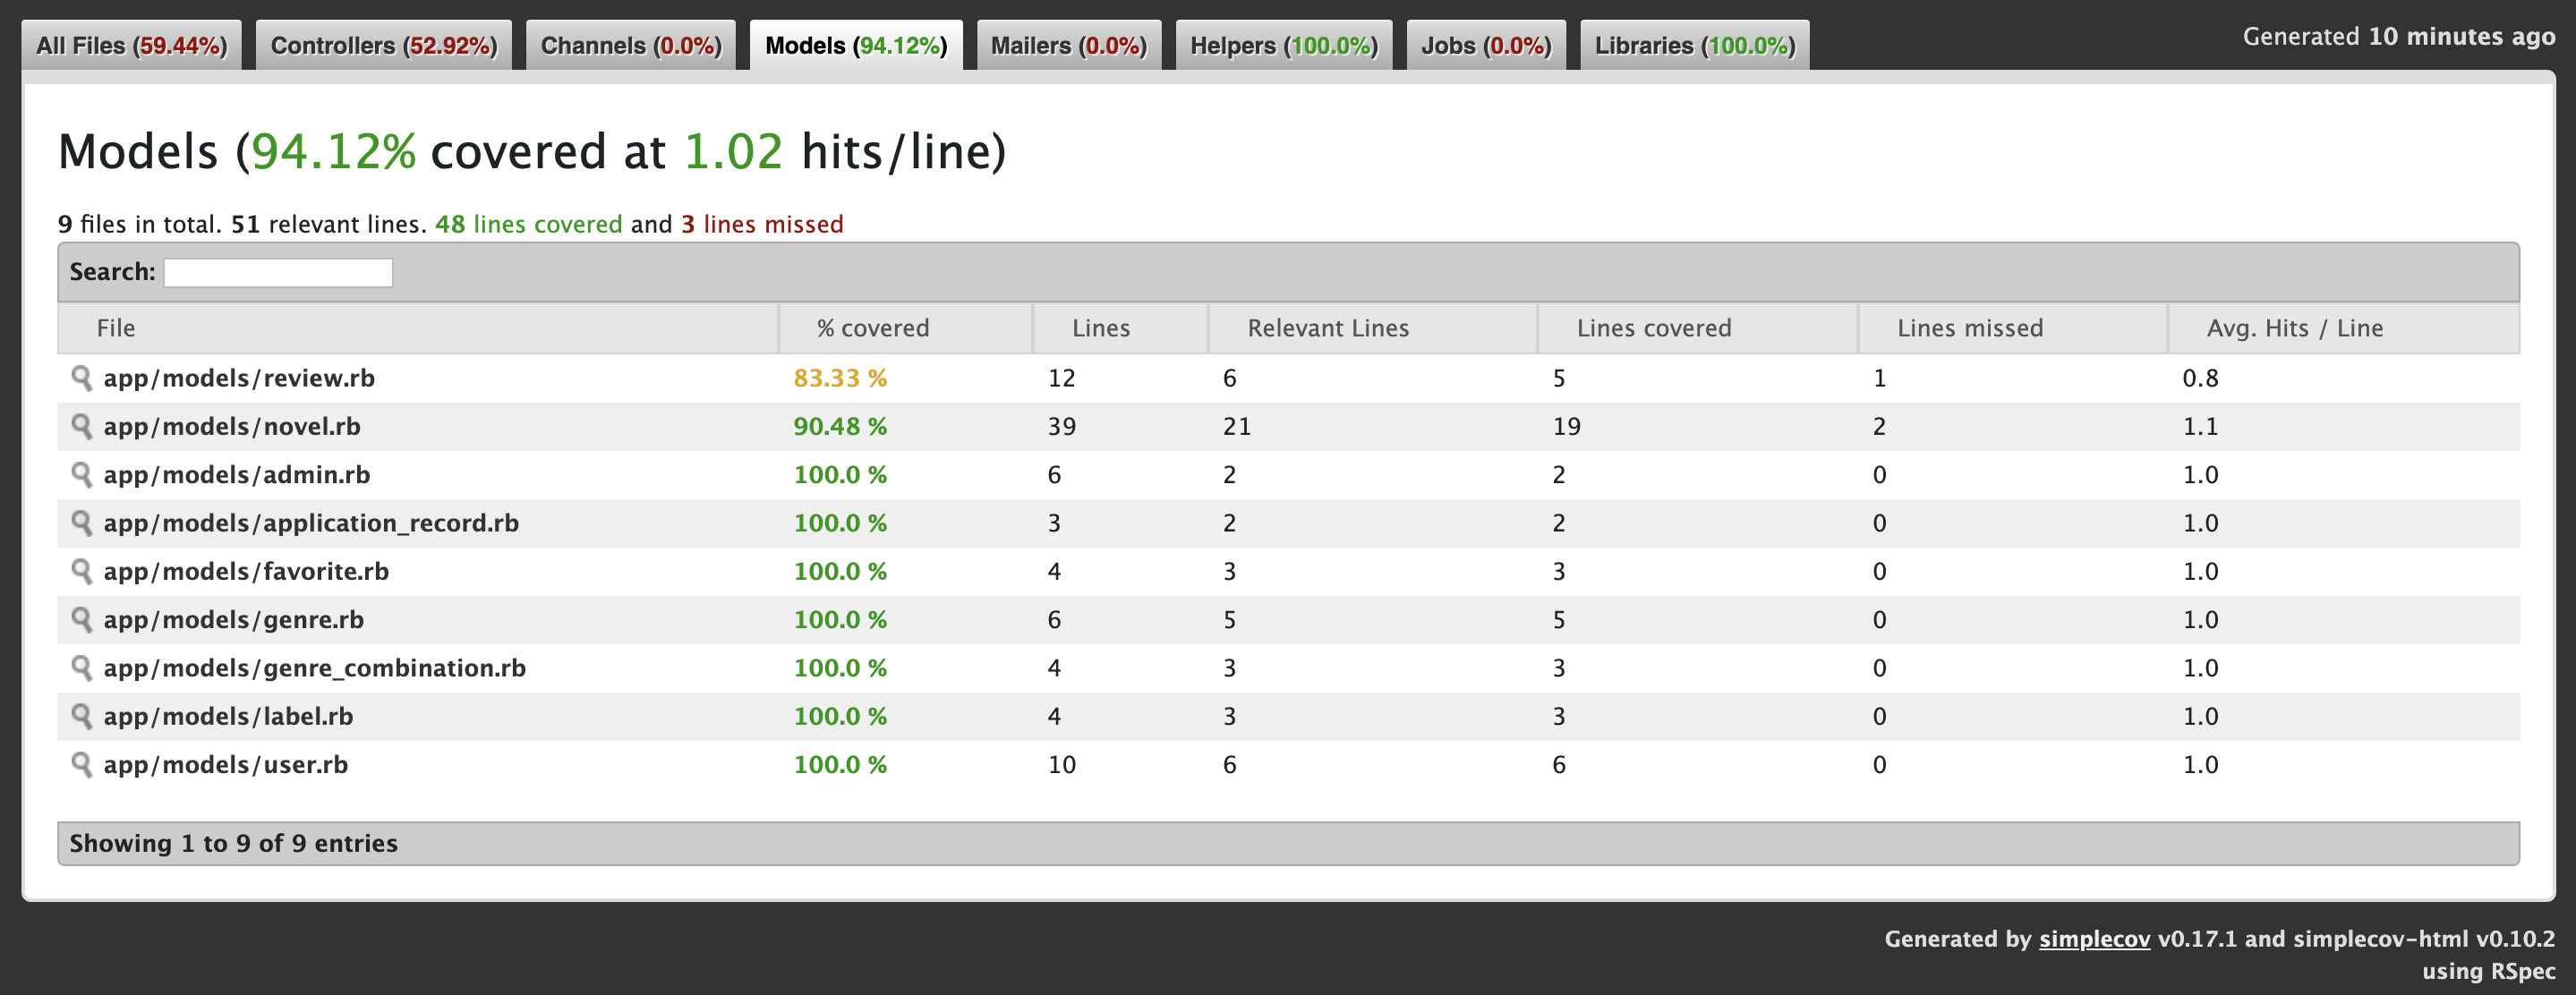 All Files (59.44%) Controllers (52.92%) Channels (0.0%) Models (94.12%) Mailers (0.0%) Helpers (100.0%) Jobs (0.0%) Libraries (100.0%) Generated 10 minutes ago
Models (94.12% covered at 1.02 hits/line)
9 files in total. 51 relevant lines. 48 lines covered and 3 lines missed
Search:
File % covered Lines Relevant Lines Lines covered Lines missed Avg. Hits / Line
app/models/review.rb 83.33 % 12 6 5 1 0.8
app/models/novel.rb 90.48 % 39 21 19 2 1.1
app/models/admin.rb 100.0 % 6 2 2 0 1.0
app/models/application_record.rb 100.0 % 3 2 2 0 1.0
app/models/favorite.rb 100.0 % 4 3 3 0 1.0
app/models/genre.rb 100.0 % 6 5 5 0 1.0
app/models/genre_combination.rb 100.0 % 4 3 3 0 1.0
app/models/label.rb 100.0 % 4 3 3 0 1.0
app/models/user.rb 100.0 % 10 6 6 0 1.0
Showing 1 to 9 of 9 entries
Generated by simplecov v0.17.1 and simplecov-html v0.10.2
using RSpec